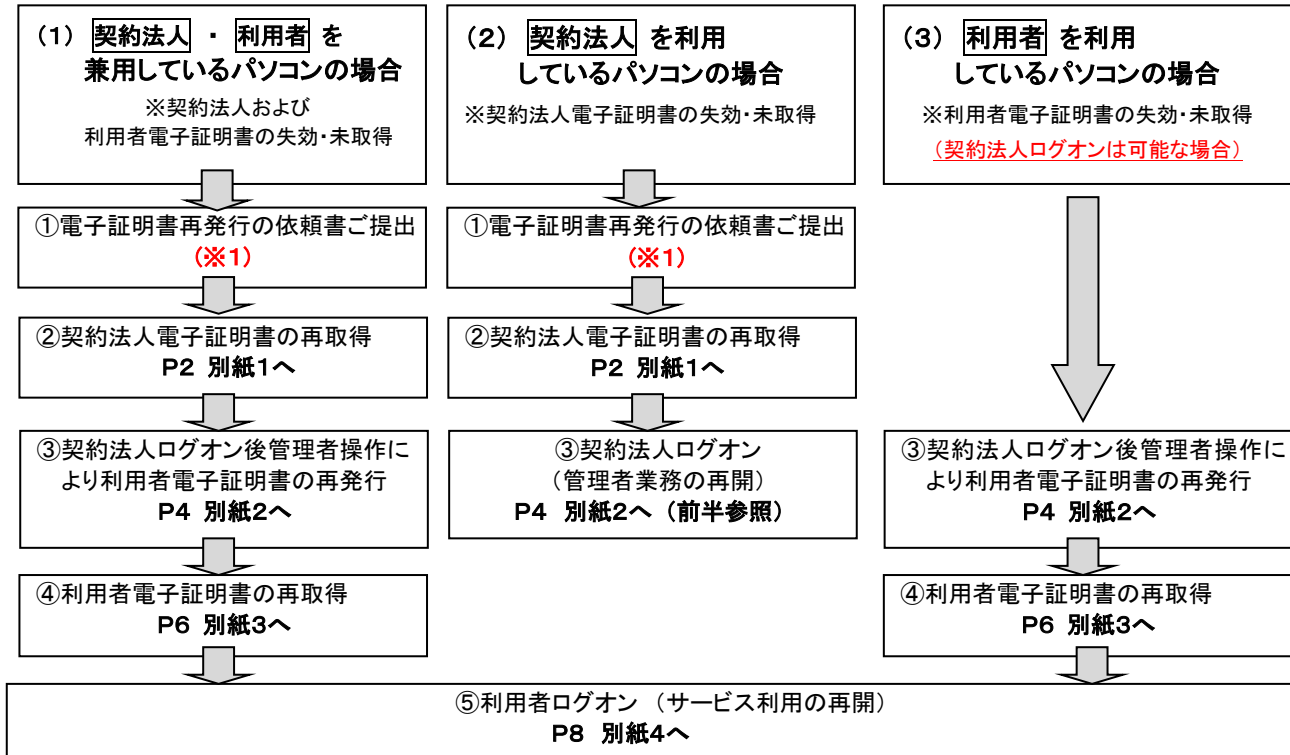 (1) 契約法人 ・ 利用者 を
兼用しているパソコンの場合
※契約法人および
利用者電子証明書の失効・未取得
①電子証明書再発行の依頼書ご提出
(※1)
②契約法人電子証明書の再取得
P2 別紙1へ
③契約法人ログオン後管理者操作に
より利用者電子証明書の再発行
P4 別紙2へ
④利用者電子証明書の再取得
P6 別紙3へ
(2) 契約法人 を利用
しているパソコンの場合
※契約法人電子証明書の失効・未取得
①電子証明書再発行の依頼書ご提出
(※1)
②契約法人電子証明書の再取得
P2 別紙1へ
③契約法人ログオン
(管理者業務の再開)
P4 別紙2へ (前半参照)
(3) 利用者 を利用
しているパソコンの場合
※利用者電子証明書の失効・未取得
(契約法人ログオンは可能な場合)
③契約法人ログオン後管理者操作に
より利用者電子証明書の再発行
P4 別紙2へ
④利用者電子証明書の再取得
P6 別紙3へ
⑤利用者ログオン (サービス利用の再開)
P8 別紙4へ